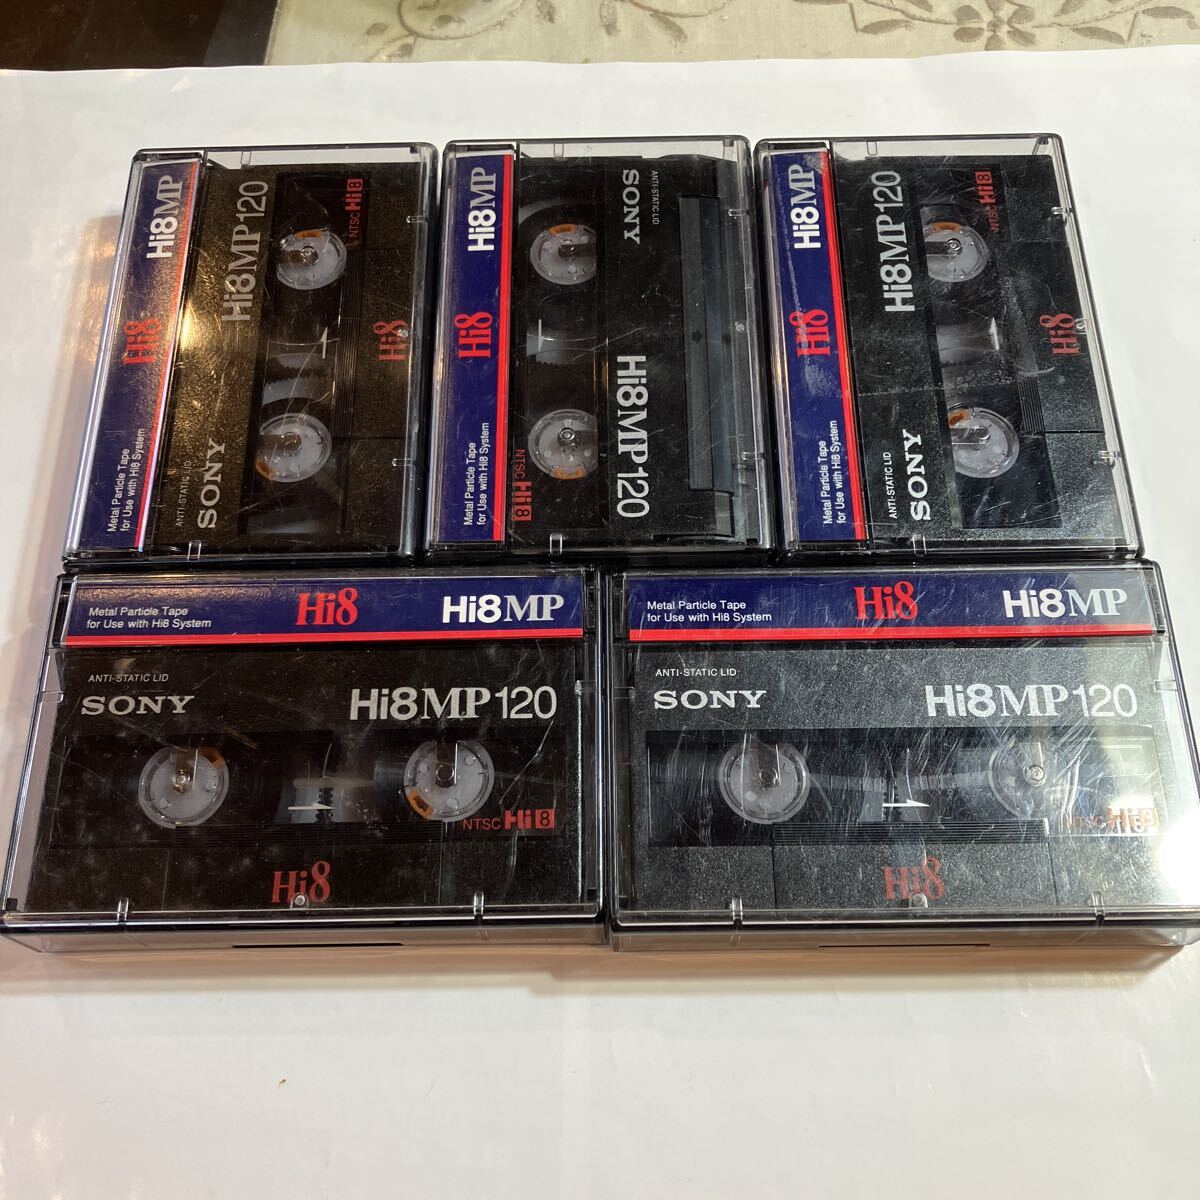 Hi8MP
Hi8
Metal Particle Tape
for Use with Hi8 System
Hi8MP120
ANTI-STATIC LID
SONY
NTSC Hi8
Hi8
Hi8MP
Hi8
Metal Particle Tape
for Use with Hi8 System
ANTI-STATIC LID
SONY
Hi8MP120
NTSC Hi8
Hi8MP
Hi8
Metal Particle Tape
for Use with Hi8 System
Hi8MP120
ANTI-STATIC LID
SONY
NTSC Hi8
Hi8
Metal Particle Tape
for Use with Hi8 System
Hi8
Hi8MP
ANTI-STATIC LID
SONY
Hi8MP120
NTSC Hi8
Hi8
Metal Particle Tape
for Use with Hi8 System
Hi8
Hi8MP
ANTI-STATIC LID
SONY
Hi8MP120
NTSC Hi8
Hi8